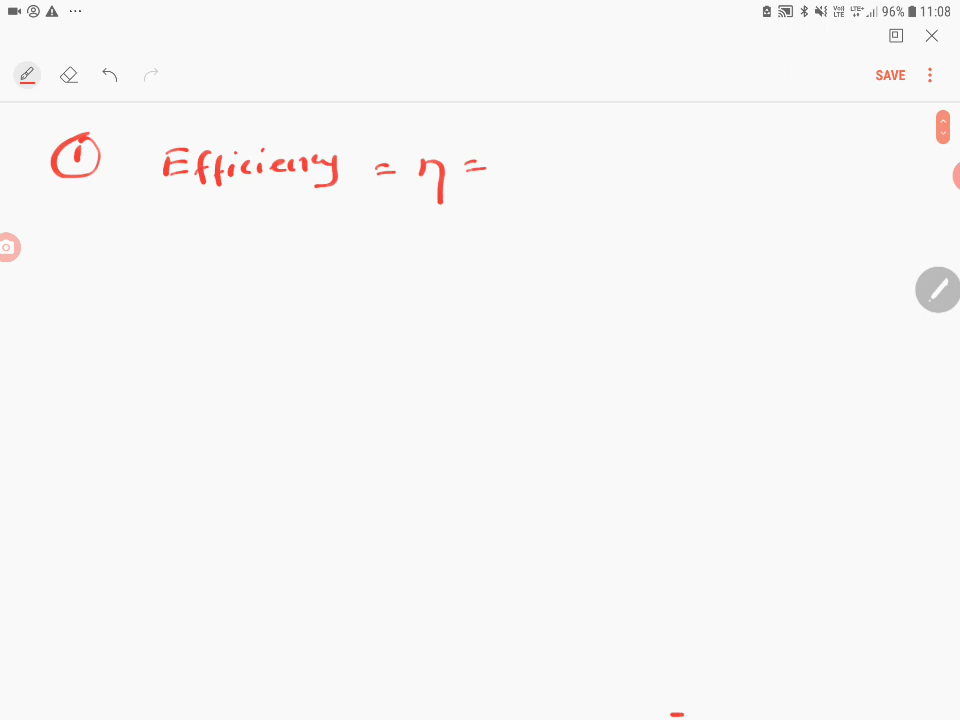 96% 11:08
SAVE
① Efficiency = η =